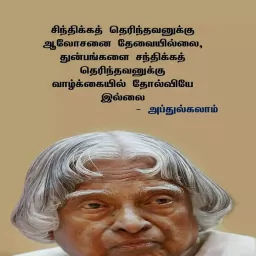 சிந்திக்கத் தெரிந்தவனுக்கு
ஆலோசனை தேவையில்லை,
துன்பங்களை சந்திக்கத்
தெரிந்தவனுக்கு
வாழ்க்கையில் தோல்வியே
இல்லை
- அப்துல்கலாம்